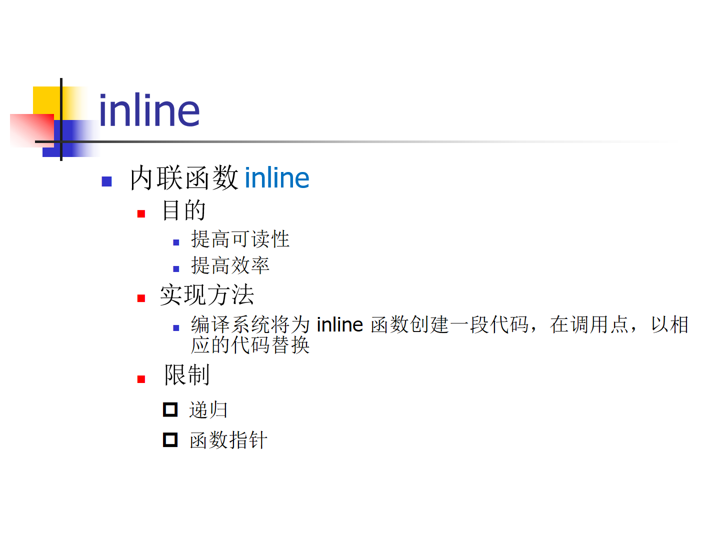 inline
内联函数 inline
目的
提高可读性
提高效率
实现方法
编译系统将为 inline 函数创建一段代码，在调用点，以相
应的代码替换
限制
递归
函数指针